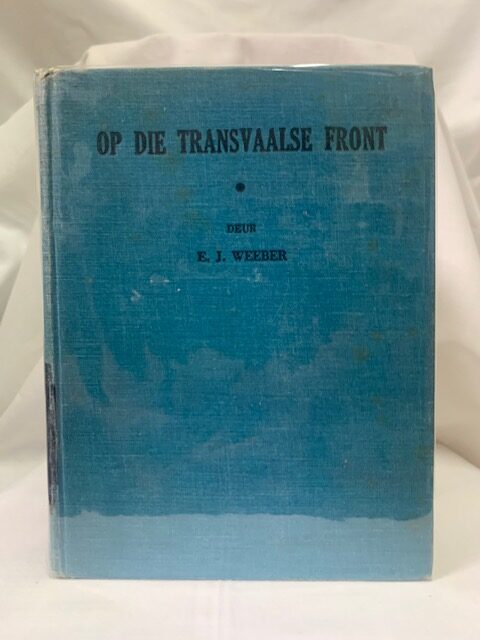 OP DIE TRANSVAALSE FRONT
DEUR
E. J. WEEBER